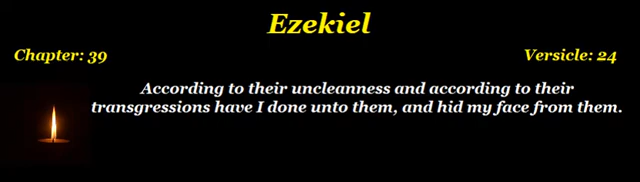 Ezekiel
Chapter: 39
Versicle: 24
According to their uncleanness and according to their
transgressions have I done unto them, and hid my face from them.